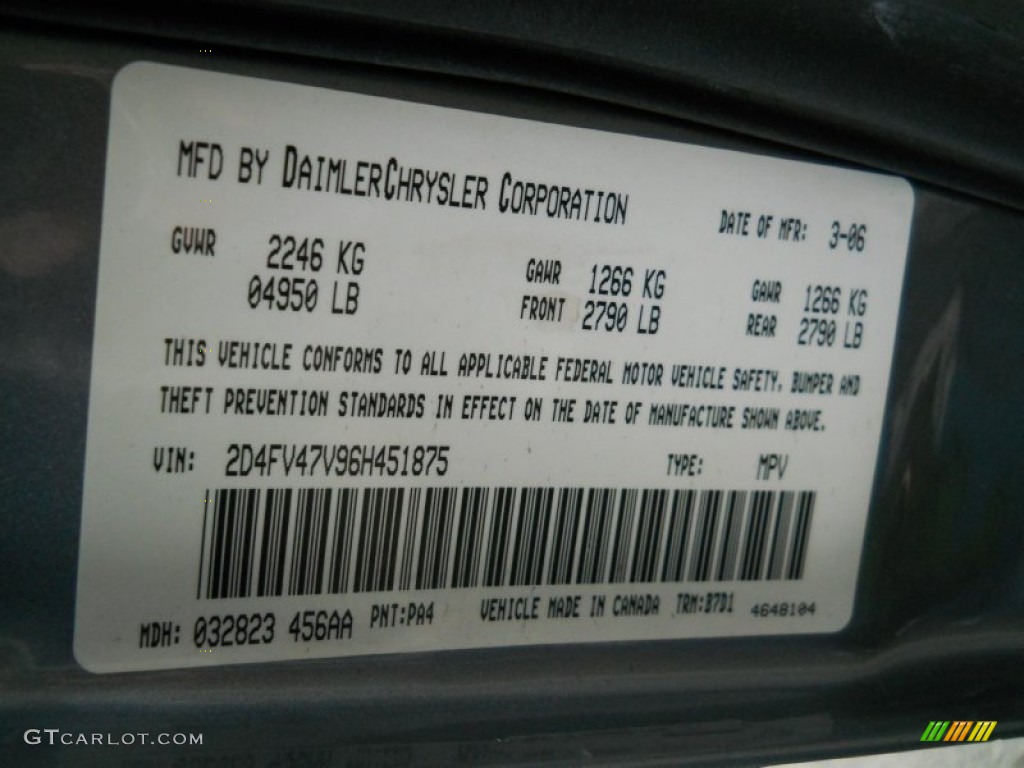 MFD BY DAIMLERCHRYSLER CORPORATION DATE OF MFR: 3-06
GVWR 2246 KG GAWR 1266 KG GAWR 1266 KG
04950 LB FRONT 2790 LB REAR 2790 LB
THIS VEHICLE CONFORMS TO ALL APPLICABLE FEDERAL MOTOR VEHICLE SAFETY, BUMPER AND
THEFT PREVENTION STANDARDS IN EFFECT ON THE DATE OF MANUFACTURE SHOWN ABOVE.
VIN: 2D4FV47V96H451875 TYPE: MPV
MDH: 032823 456AA PNT:PA4 VEHICLE MADE IN CANADA TRM:B7D1 4648104
GTCARLOT.COM